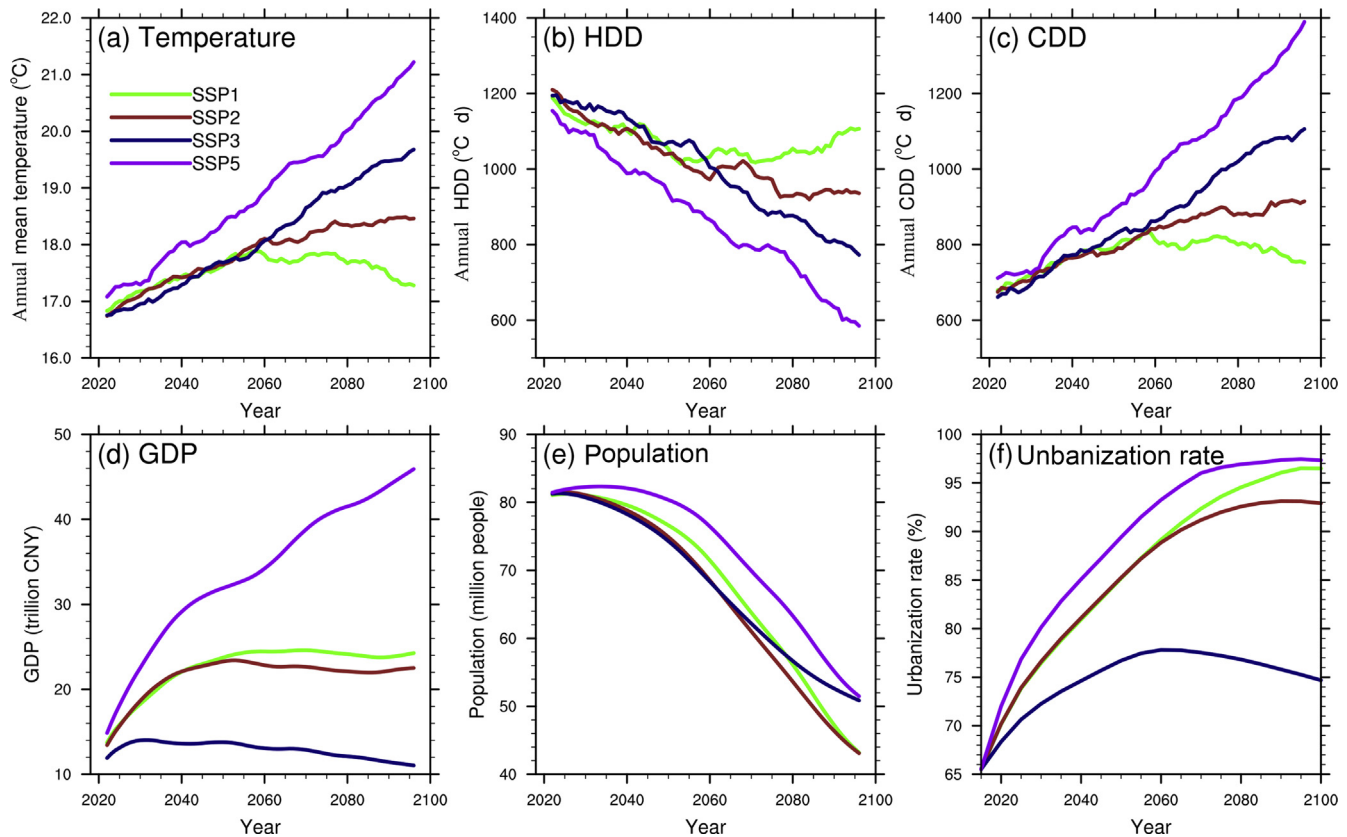 (a) Temperature
22.0
21.0
20.0
19.0
18.0
17.0
16.0
Annual mean temperature (°C)
SSP1
SSP2
SSP3
SSP5
2020 2040 2060 2080 2100
Year
(b) HDD
1400
1200
1000
800
600
Annual HDD (°C d)
2020 2040 2060 2080 2100
Year
(c) CDD
1400
1200
1000
800
600
Annual CDD (°C d)
2020 2040 2060 2080 2100
Year
(d) GDP
50
40
30
20
10
GDP (trillion CNY)
2020 2040 2060 2080 2100
Year
(e) Population
90
80
70
60
50
40
Population (million people)
2020 2040 2060 2080 2100
Year
(f) Unbanization rate
100
95
90
85
80
75
70
65
Urbanization rate (%)
2020 2040 2060 2080 2100
Year